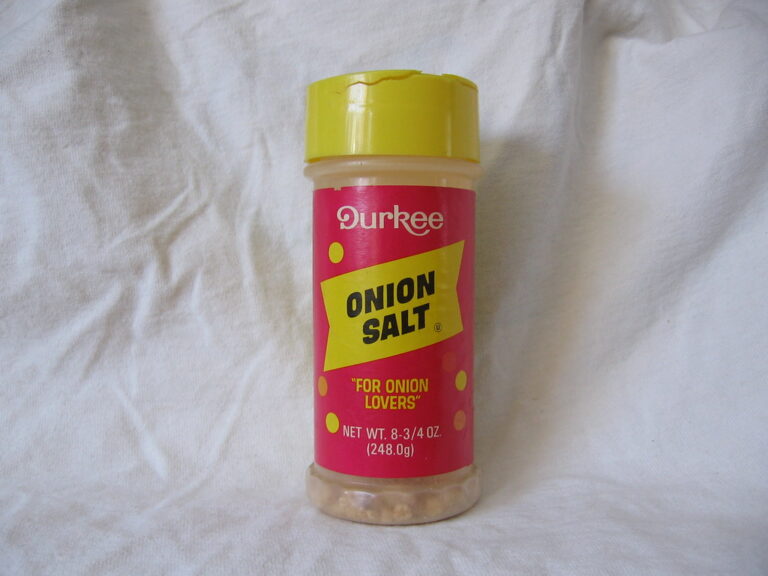 Durkee
ONION
SALT
"FOR ONION
LOVERS"
NET WT. 8-3/4 OZ.
(248.0g)